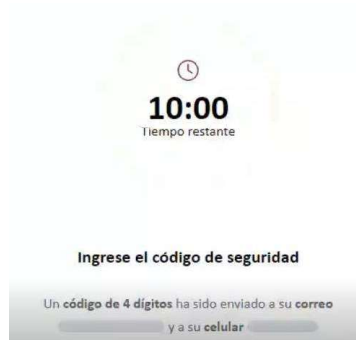 10:00
Tiempo restante
Ingrese el código de seguridad
Un código de 4 dígitos ha sido enviado a su correo
y a su celular